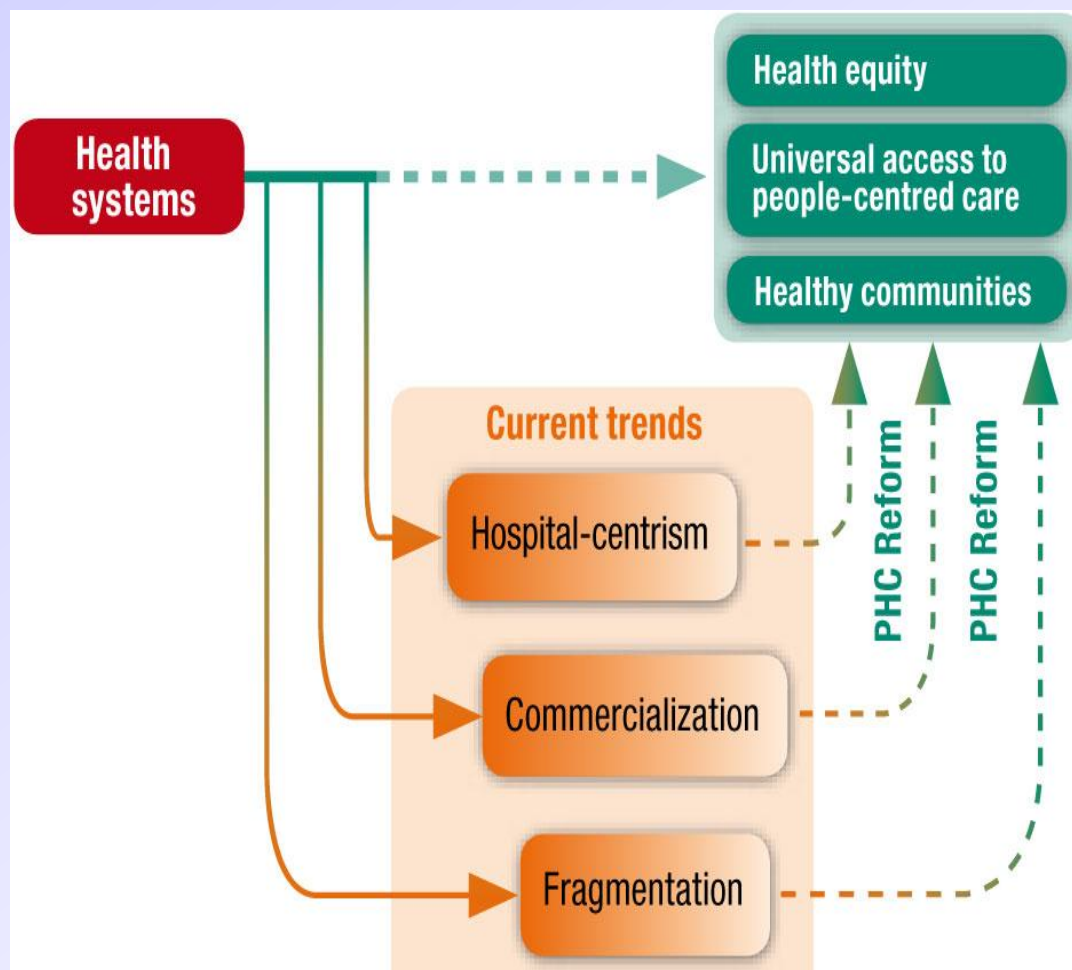 Health equity
Health
systems
Universal access to
people-centred care
Healthy communities
Current trends
Hospital-centrism
PHC Reform
PHC Reform
Commercialization
Fragmentation